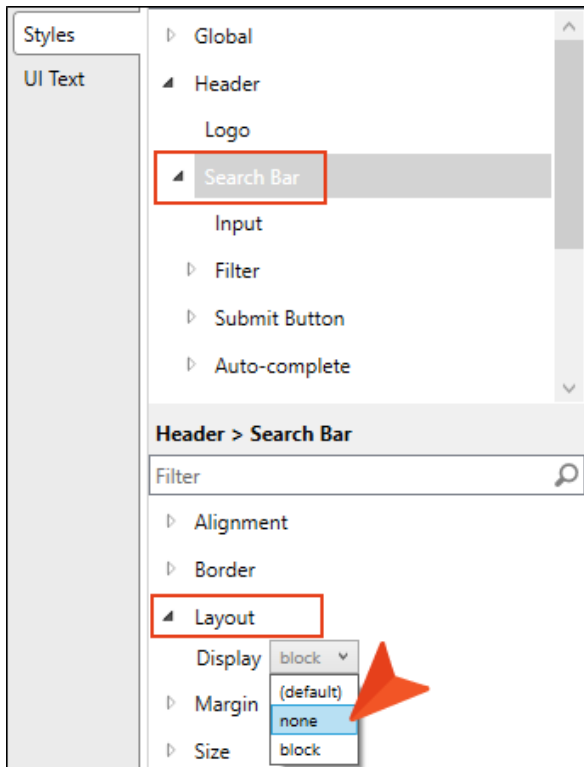 Styles
UI Text
Global
Header
Logo
Search Bar
Input
Filter
Submit Button
Auto-complete
Header > Search Bar
Filter
Alignment
Border
Layout
Display block
(default)
Margin
none
Size
block